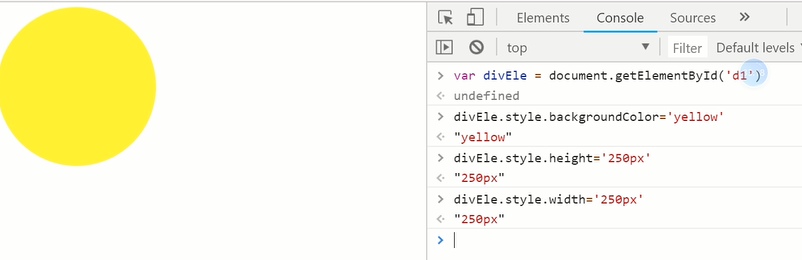 Elements Console Sources »
top ▼ Filter Default levels
> var divEle = document.getElementById('d1')
< undefined
> divEle.style.backgroundColor='yellow'
< "yellow"
> divEle.style.height='250px'
< "250px"
> divEle.style.width='250px'
< "250px"
>